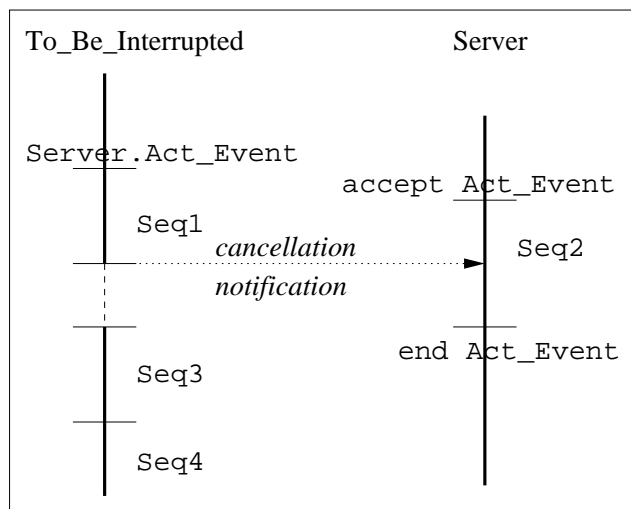 To_Be_Interrupted
Server
Server.Act_Event
accept Act_Event
Seq1
cancellation
Seq2
notification
end Act_Event
Seq3
Seq4